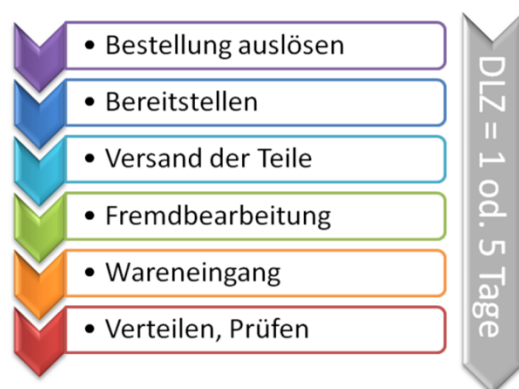 • Bestellung auslösen
• Bereitstellen
• Versand der Teile
• Fremdbearbeitung
• Wareneingang
• Verteilen, Prüfen
DLZ = 1 od. 5 Tage